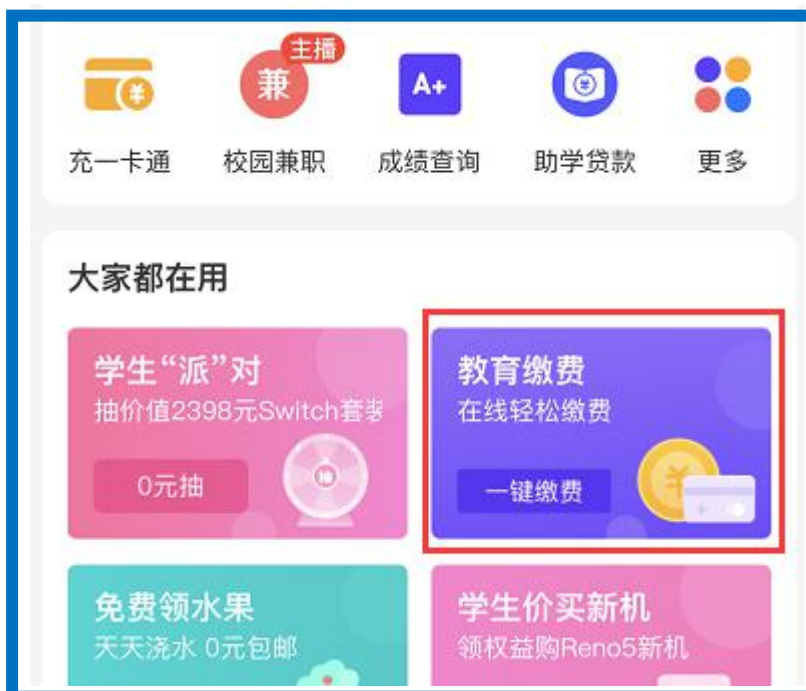 主播
兼
A+
充一卡通
校园兼职
成绩查询
助学贷款
更多
大家都在用
学生“派”对
抽价值2398元Switch套装
0元抽
抽
教育缴费
在线轻松缴费
一键缴费
免费领水果
天天浇水 0元包邮
学生价买新机
领权益购Reno5新机